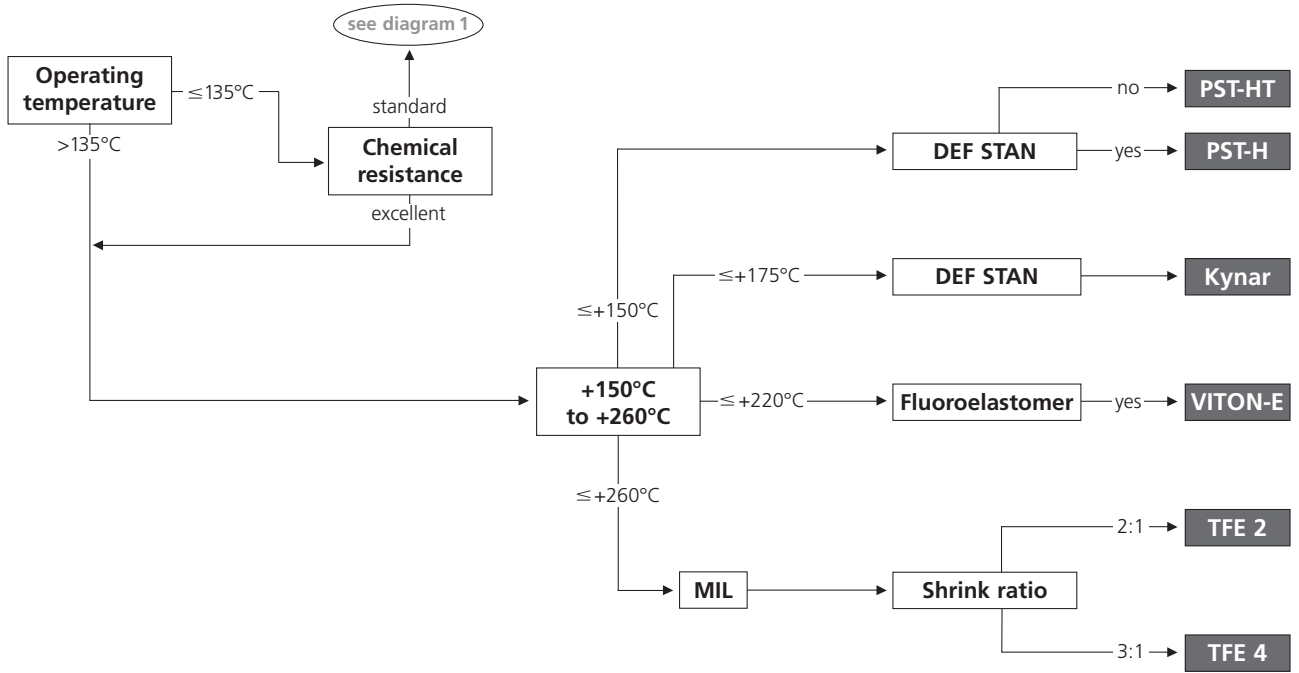 see diagram 1
Operating
temperature
≤135°C
>135°C
standard
Chemical
resistance
excellent
no
PST-HT
DEF STAN
yes
PST-H
≤+175°C
DEF STAN
Kynar
≤+150°C
+150°C
to +260°C
≤+220°C
Fluoroelastomer
yes
VITON-E
≤+260°C
2:1
TFE 2
MIL
Shrink ratio
3:1
TFE 4